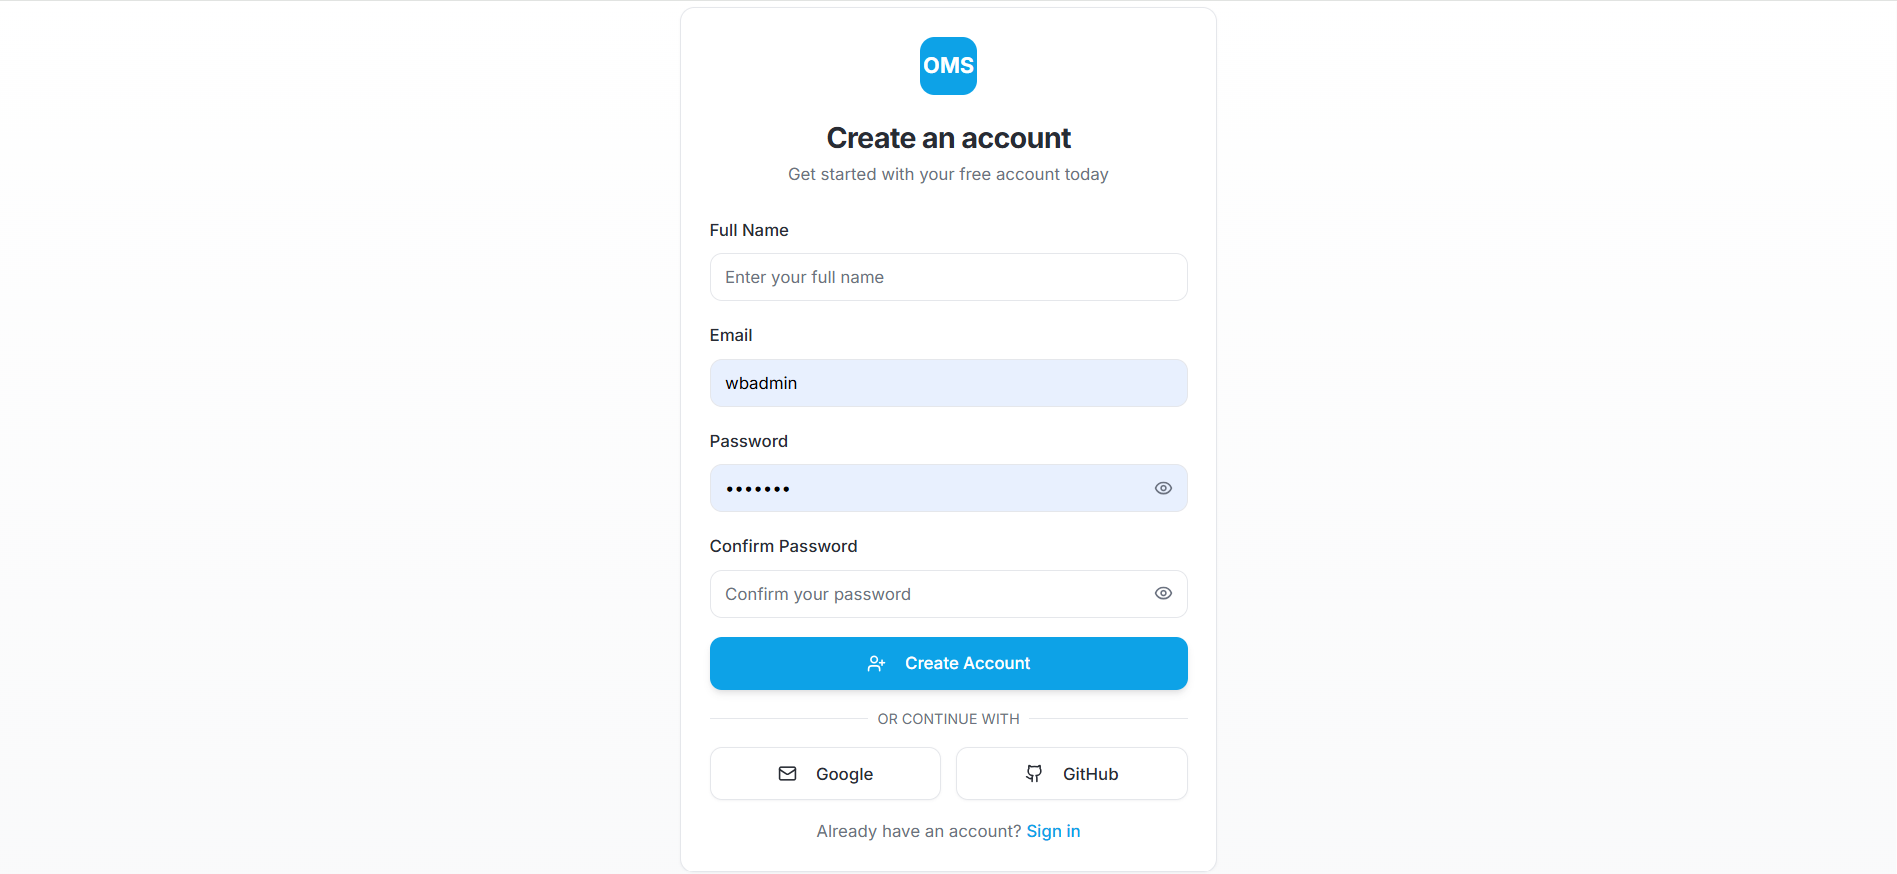 OMS
Create an account
Get started with your free account today
Full Name
Enter your full name
Email
wbadmin
Password
•••••••
Confirm Password
Confirm your password
Create Account
OR CONTINUE WITH
Google
GitHub
Already have an account? Sign in